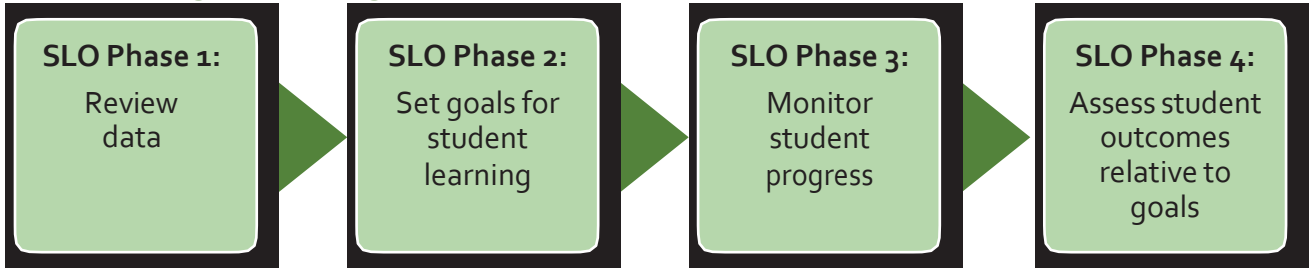 SLO Phase 1:
Review
data
SLO Phase 2:
Set goals for
student
learning
SLO Phase 3:
Monitor
student
progress
SLO Phase 4:
Assess student
outcomes
relative to
goals